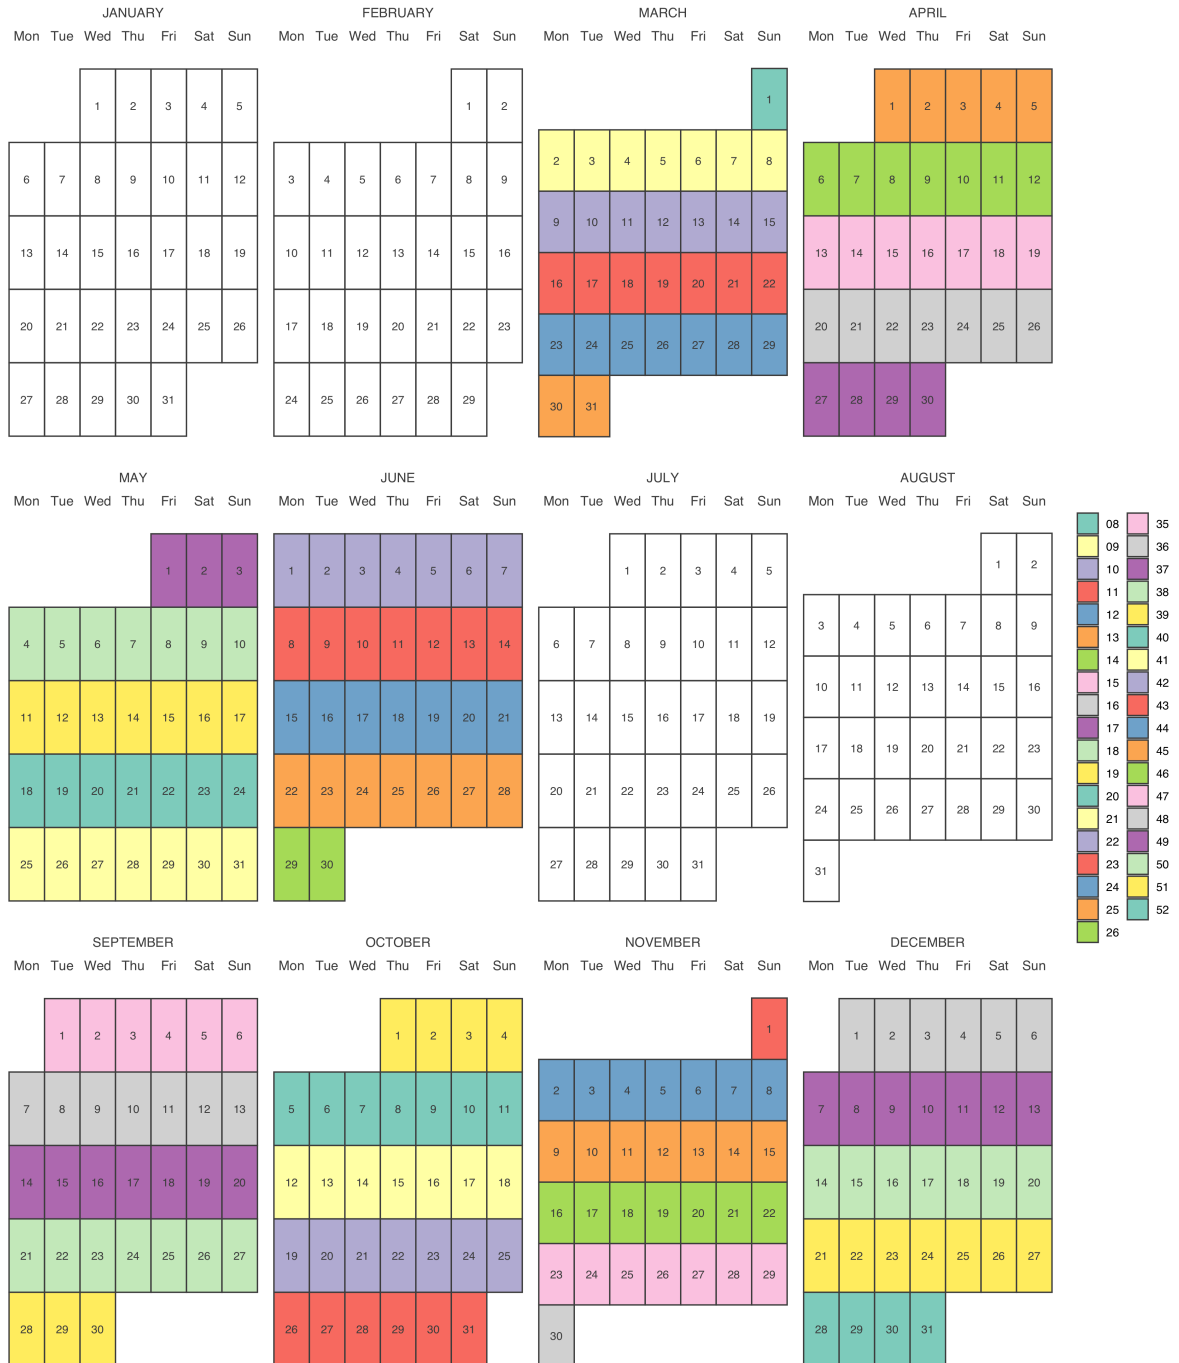 JANUARY FEBRUARY MARCH APRIL
Mon Tue Wed Thu Fri Sat Sun Mon Tue Wed Thu Fri Sat Sun Mon Tue Wed Thu Fri Sat Sun Mon Tue Wed Thu Fri Sat Sun
1 2 3 4 5 1 2 1 1 2 3 4 5
6 7 8 9 10 11 12 3 4 5 6 7 8 9 2 3 4 5 6 7 8 6 7 8 9 10 11 12
13 14 15 16 17 18 19 10 11 12 13 14 15 16 9 10 11 12 13 14 15 13 14 15 16 17 18 19
20 21 22 23 24 25 26 17 18 19 20 21 22 23 16 17 18 19 20 21 22 20 21 22 23 24 25 26
27 28 29 30 31 24 25 26 27 28 29 23 24 25 26 27 28 29 27 28 29 30
30 31
MAY JUNE JULY AUGUST
Mon Tue Wed Thu Fri Sat Sun Mon Tue Wed Thu Fri Sat Sun Mon Tue Wed Thu Fri Sat Sun Mon Tue Wed Thu Fri Sat Sun
1 2 3 1 2 3 4 5 6 7 1 2 3 4 5 1 2
4 5 6 7 8 9 10 8 9 10 11 12 13 14 6 7 8 9 10 11 12 3 4 5 6 7 8 9
11 12 13 14 15 16 17 15 16 17 18 19 20 21 13 14 15 16 17 18 19 10 11 12 13 14 15 16
18 19 20 21 22 23 24 22 23 24 25 26 27 28 20 21 22 23 24 25 26 17 18 19 20 21 22 23
25 26 27 28 29 30 31 29 30 27 28 29 30 31 24 25 26 27 28 29 30
31
08 35
09 36
10 37
11 38
12 39
13 40
14 41
15 42
16 43
17 44
18 45
19 46
20 47
21 48
22 49
23 50
24 51
25 52
26
SEPTEMBER OCTOBER NOVEMBER DECEMBER
Mon Tue Wed Thu Fri Sat Sun Mon Tue Wed Thu Fri Sat Sun Mon Tue Wed Thu Fri Sat Sun Mon Tue Wed Thu Fri Sat Sun
1 2 3 4 5 6 1 2 3 4 1 1 2 3 4 5 6
7 8 9 10 11 12 13 5 6 7 8 9 10 11 2 3 4 5 6 7 8 7 8 9 10 11 12 13
14 15 16 17 18 19 20 12 13 14 15 16 17 18 9 10 11 12 13 14 15 14 15 16 17 18 19 20
21 22 23 24 25 26 27 19 20 21 22 23 24 25 16 17 18 19 20 21 22 21 22 23 24 25 26 27
28 29 30 26 27 28 29 30 31 23 24 25 26 27 28 29 28 29 30 31
30